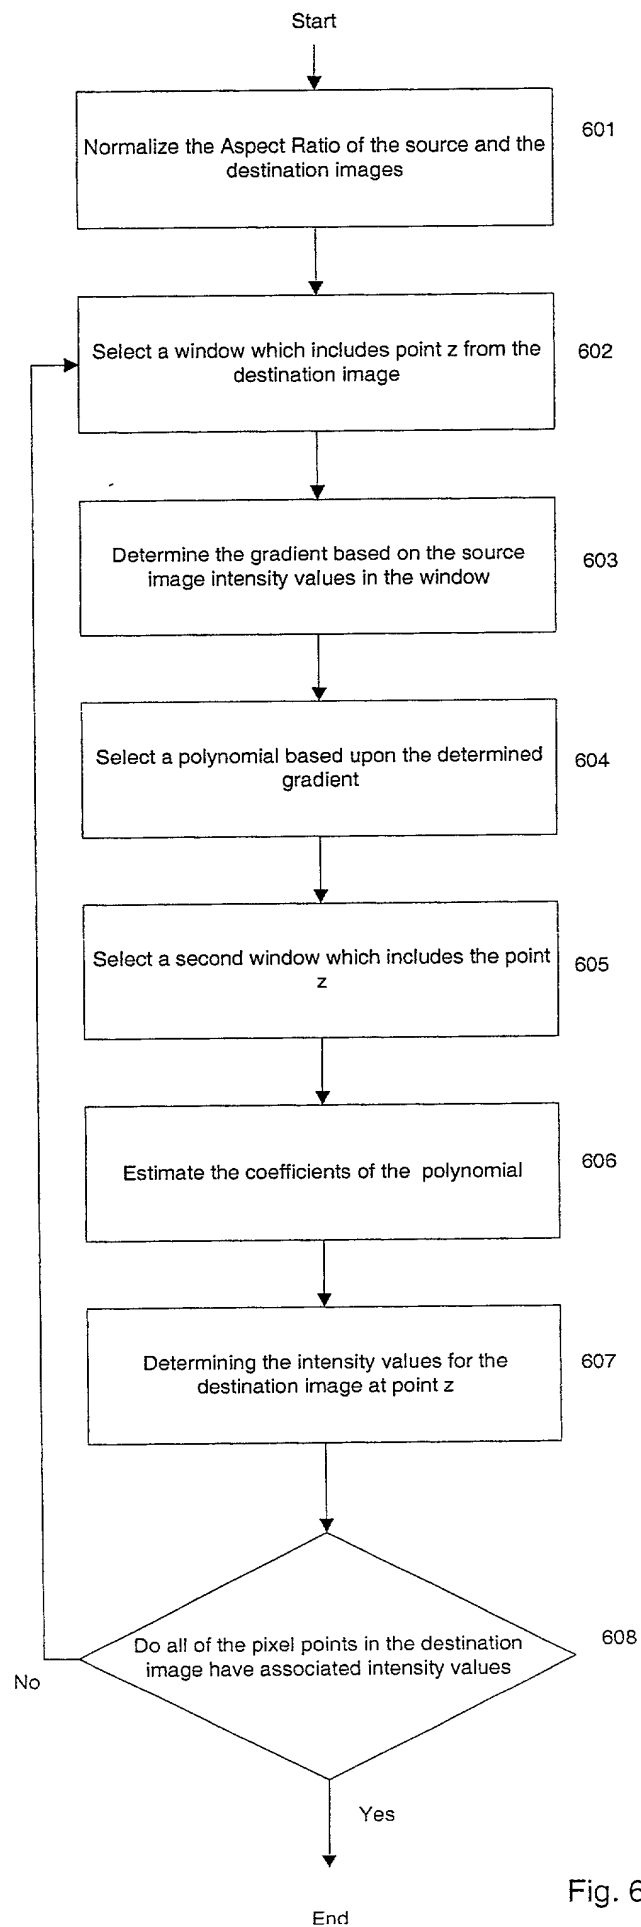 Start
Normalize the Aspect Ratio of the source and the
destination images
601
Select a window which includes point z from the
destination image
602
Determine the gradient based on the source
image intensity values in the window
603
Select a polynomial based upon the determined
gradient
604
Select a second window which includes the point
z
605
Estimate the coefficients of the polynomial
606
Determining the intensity values for the
destination image at point z
607
Do all of the pixel points in the destination
image have associated intensity values
608
No
Yes
End
Fig. 6